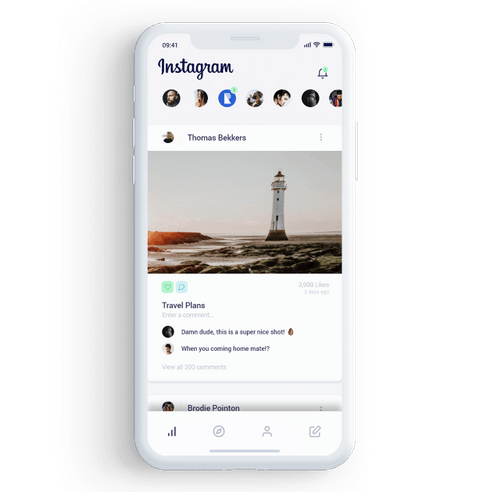 09:41
Instagram
Thomas Bekkers
3,999 Likes
2 days ago
Travel Plans
Enter a comment...
Damn dude, this is a super nice shot! 👌🏾
When you coming home mate!?
View all 200 comments
Brodie Pointon